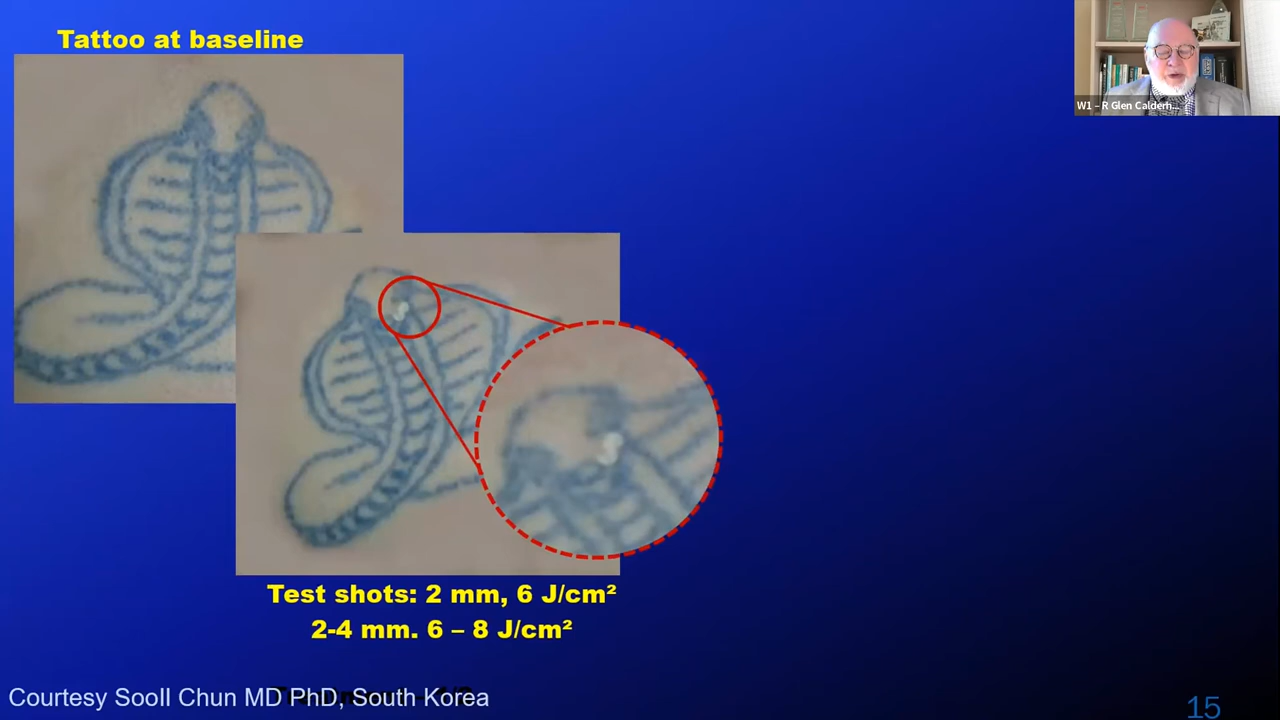 Tattoo at baseline
W1 – R Glen Calderh...
Test shots: 2 mm, 6 J/cm²
2-4 mm. 6 – 8 J/cm²
Courtesy Sooll Chun MD PhD, South Korea
15